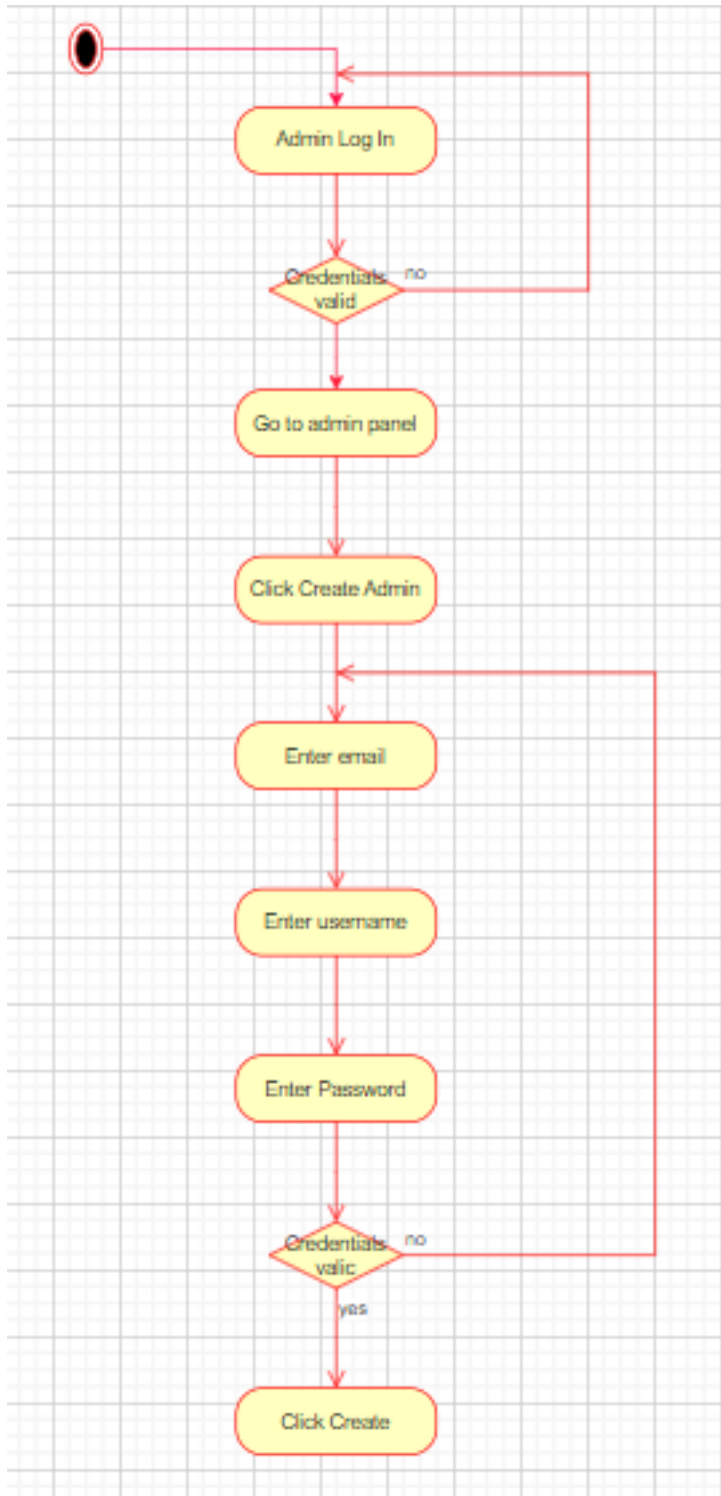 Admin Log In
Credentials
valid
no
Go to admin panel
Click Create Admin
Enter email
Enter username
Enter Password
Credentials
valic
no
yes
Click Create